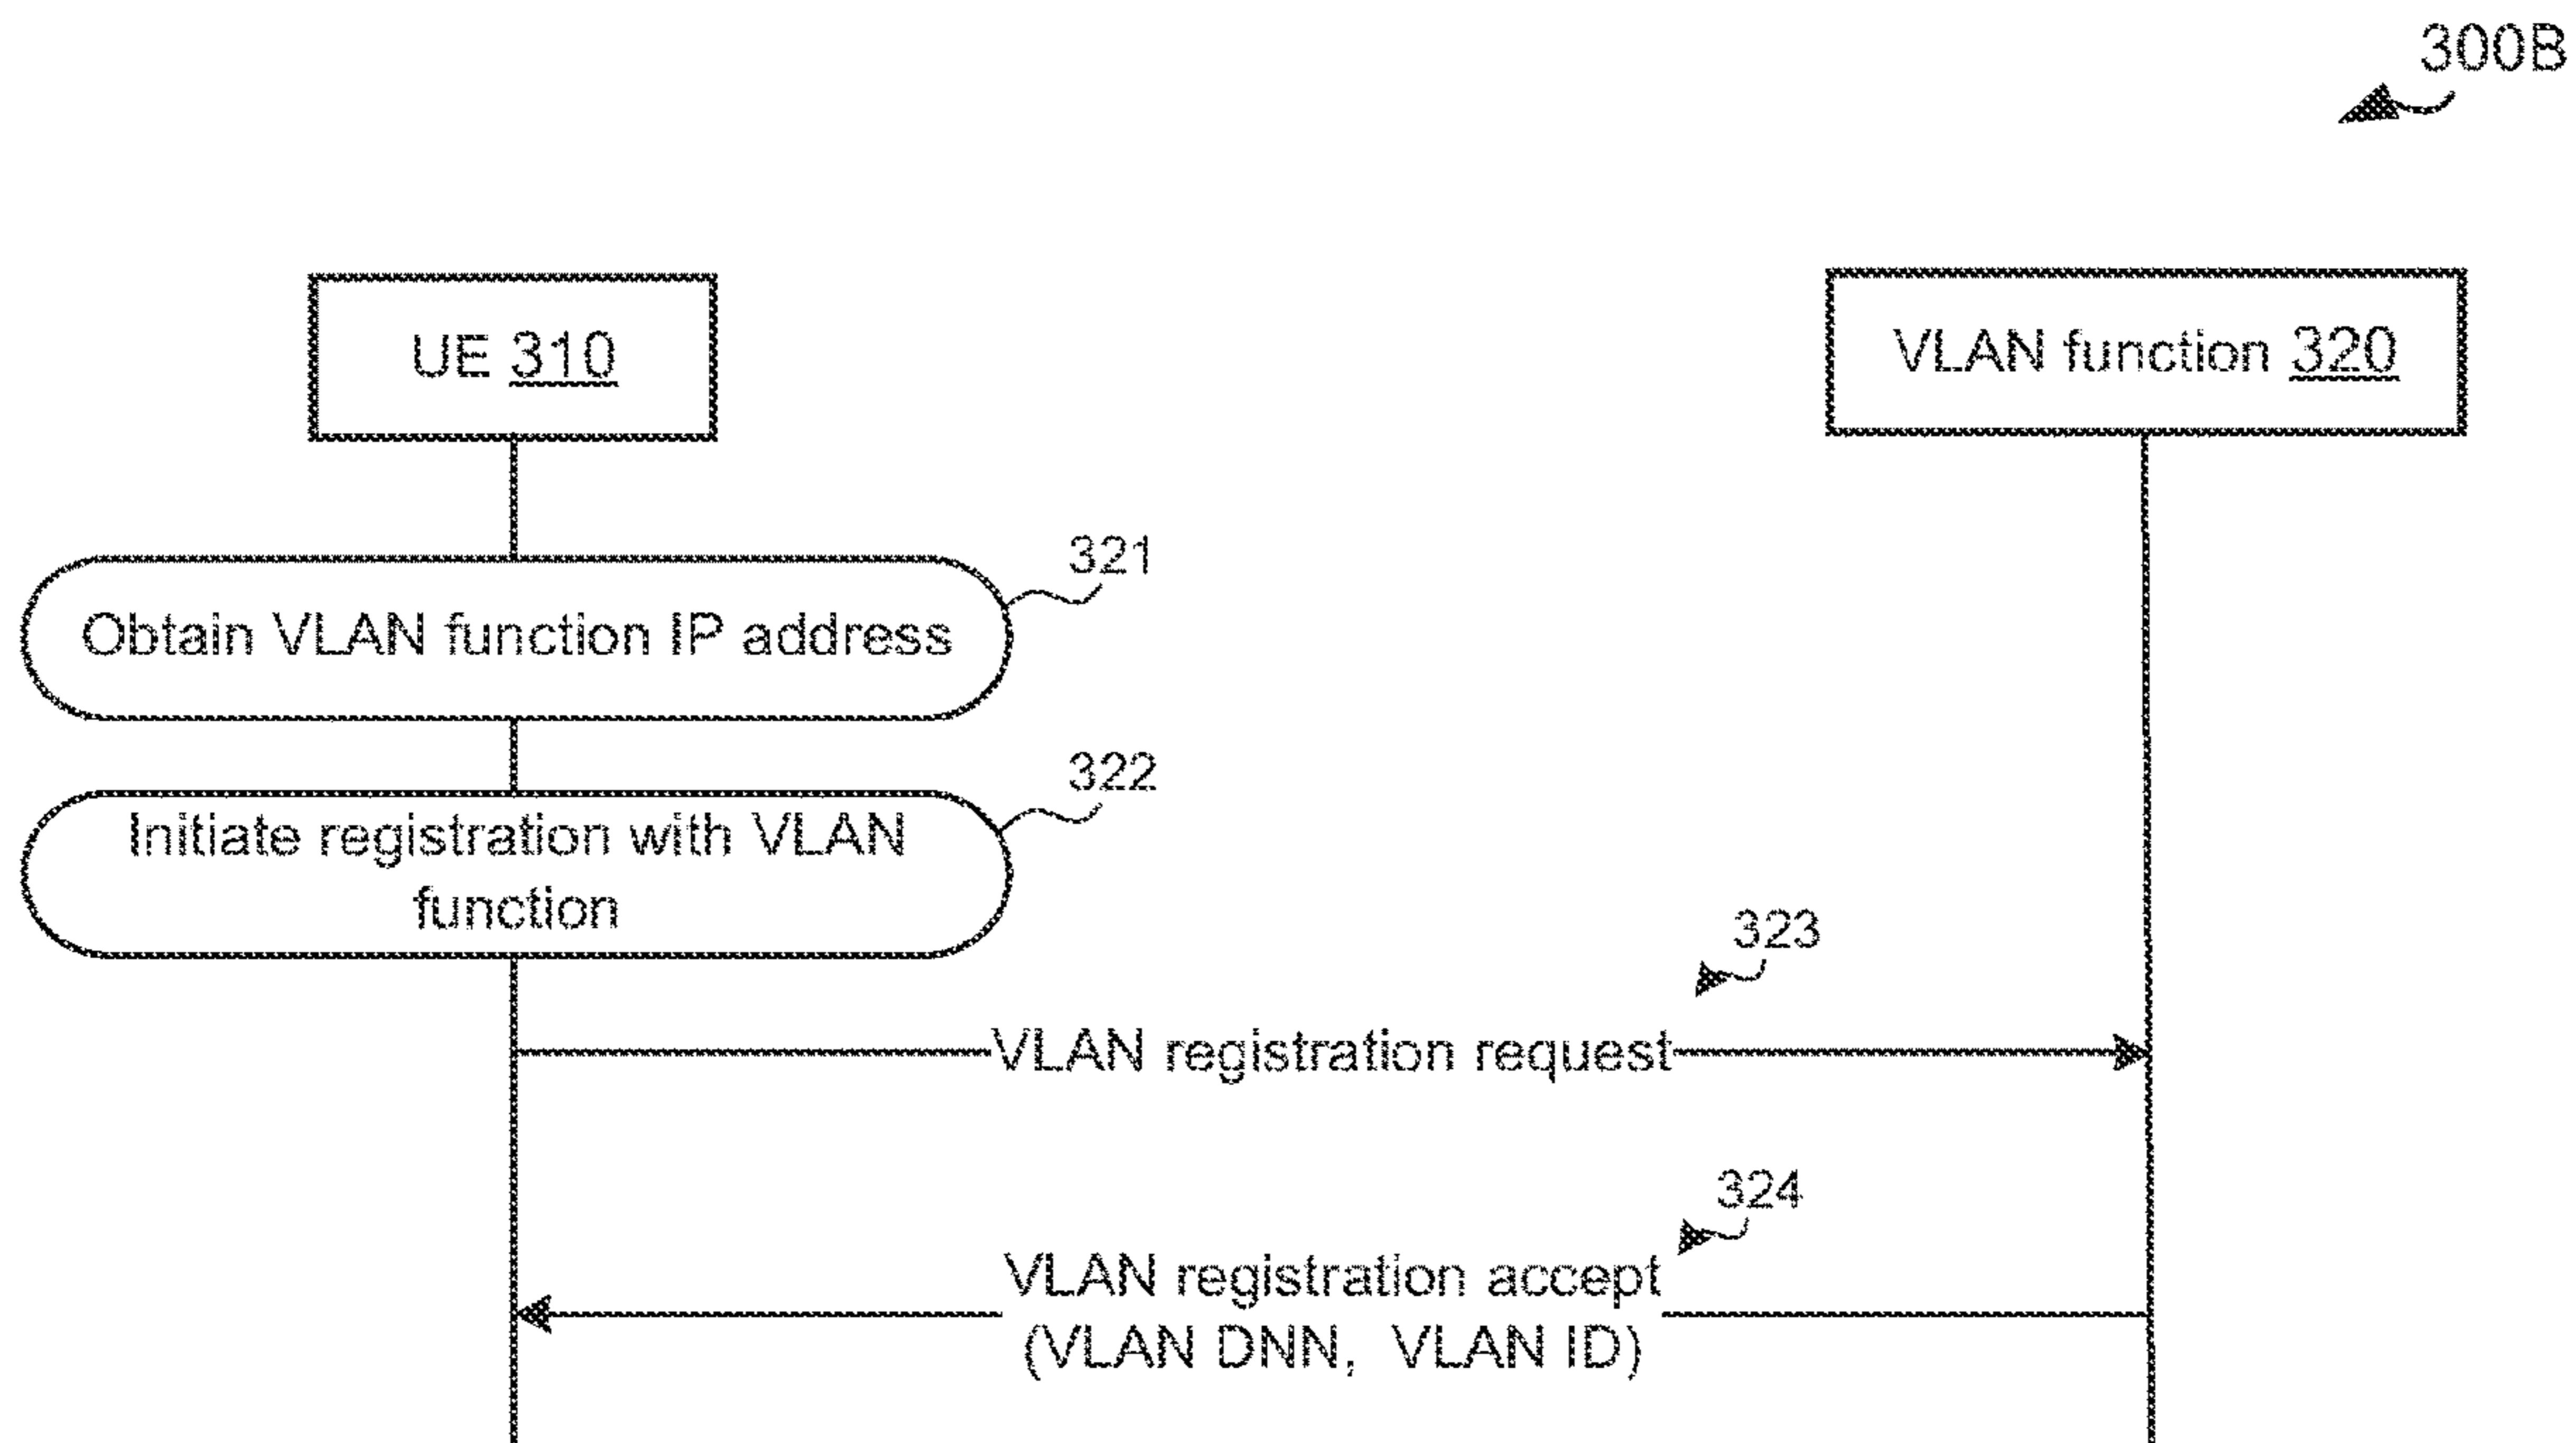 300B
UE 310
VLAN function 320
321
Obtain VLAN function IP address
322
Initiate registration with VLAN
function
323
VLAN registration request
324
VLAN registration accept
(VLAN DNN, VLAN ID)